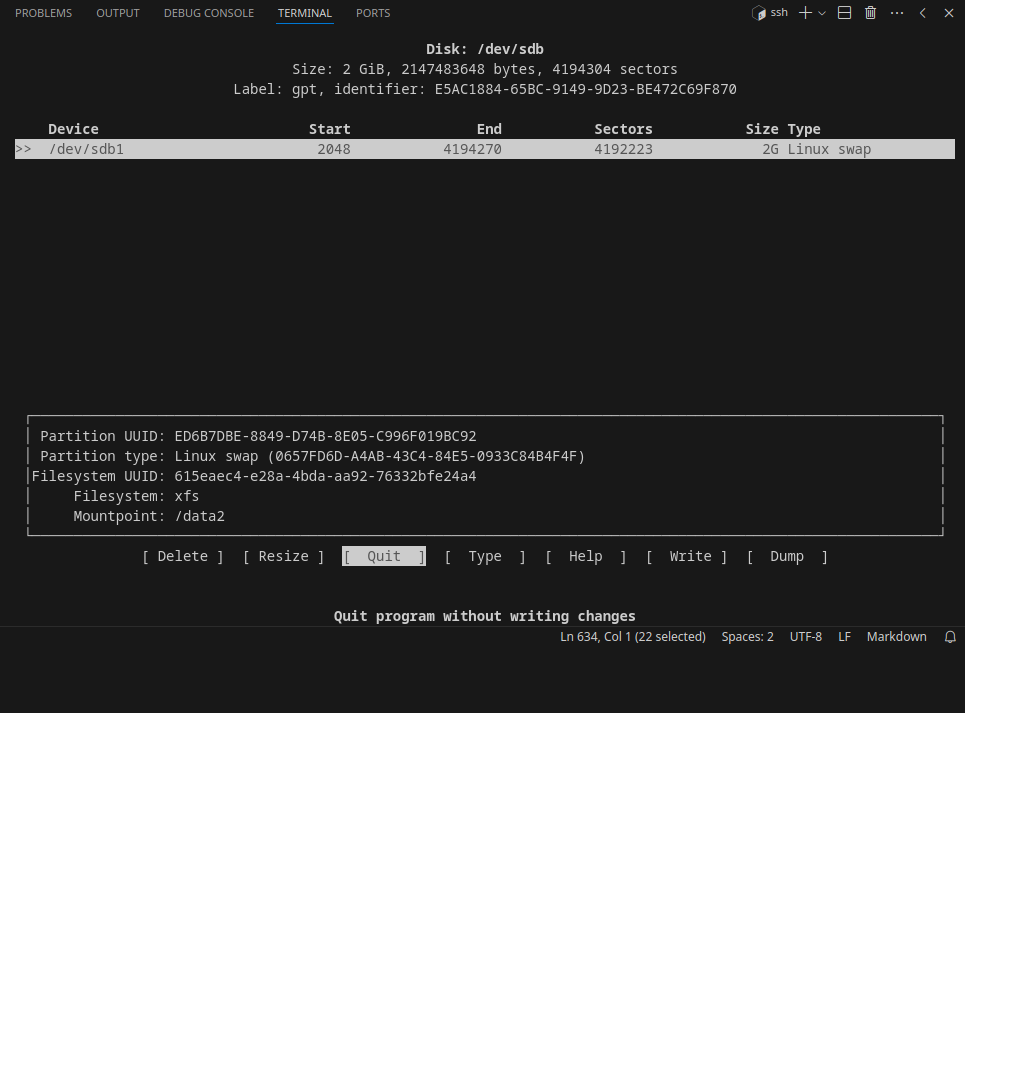 PROBLEMS OUTPUT DEBUG CONSOLE TERMINAL PORTS ssh
Disk: /dev/sdb
Size: 2 GiB, 2147483648 bytes, 4194304 sectors
Label: gpt, identifier: E5AC1884-65BC-9149-9D23-BE472C69F870
Device Start End Sectors Size Type
>> /dev/sdb1 2048 4194270 4192223 2G Linux swap
Partition UUID: ED6B7DBE-8849-D74B-8E05-C996F019BC92
Partition type: Linux swap (0657FD6D-A4AB-43C4-84E5-0933C84B4F4F)
Filesystem UUID: 615eaec4-e28a-4bda-aa92-76332bfe24a4
Filesystem: xfs
Mountpoint: /data2
[ Delete ] [ Resize ] [ Quit ] [ Type ] [ Help ] [ Write ] [ Dump ]
Quit program without writing changes
Ln 634, Col 1 (22 selected) Spaces: 2 UTF-8 LF Markdown